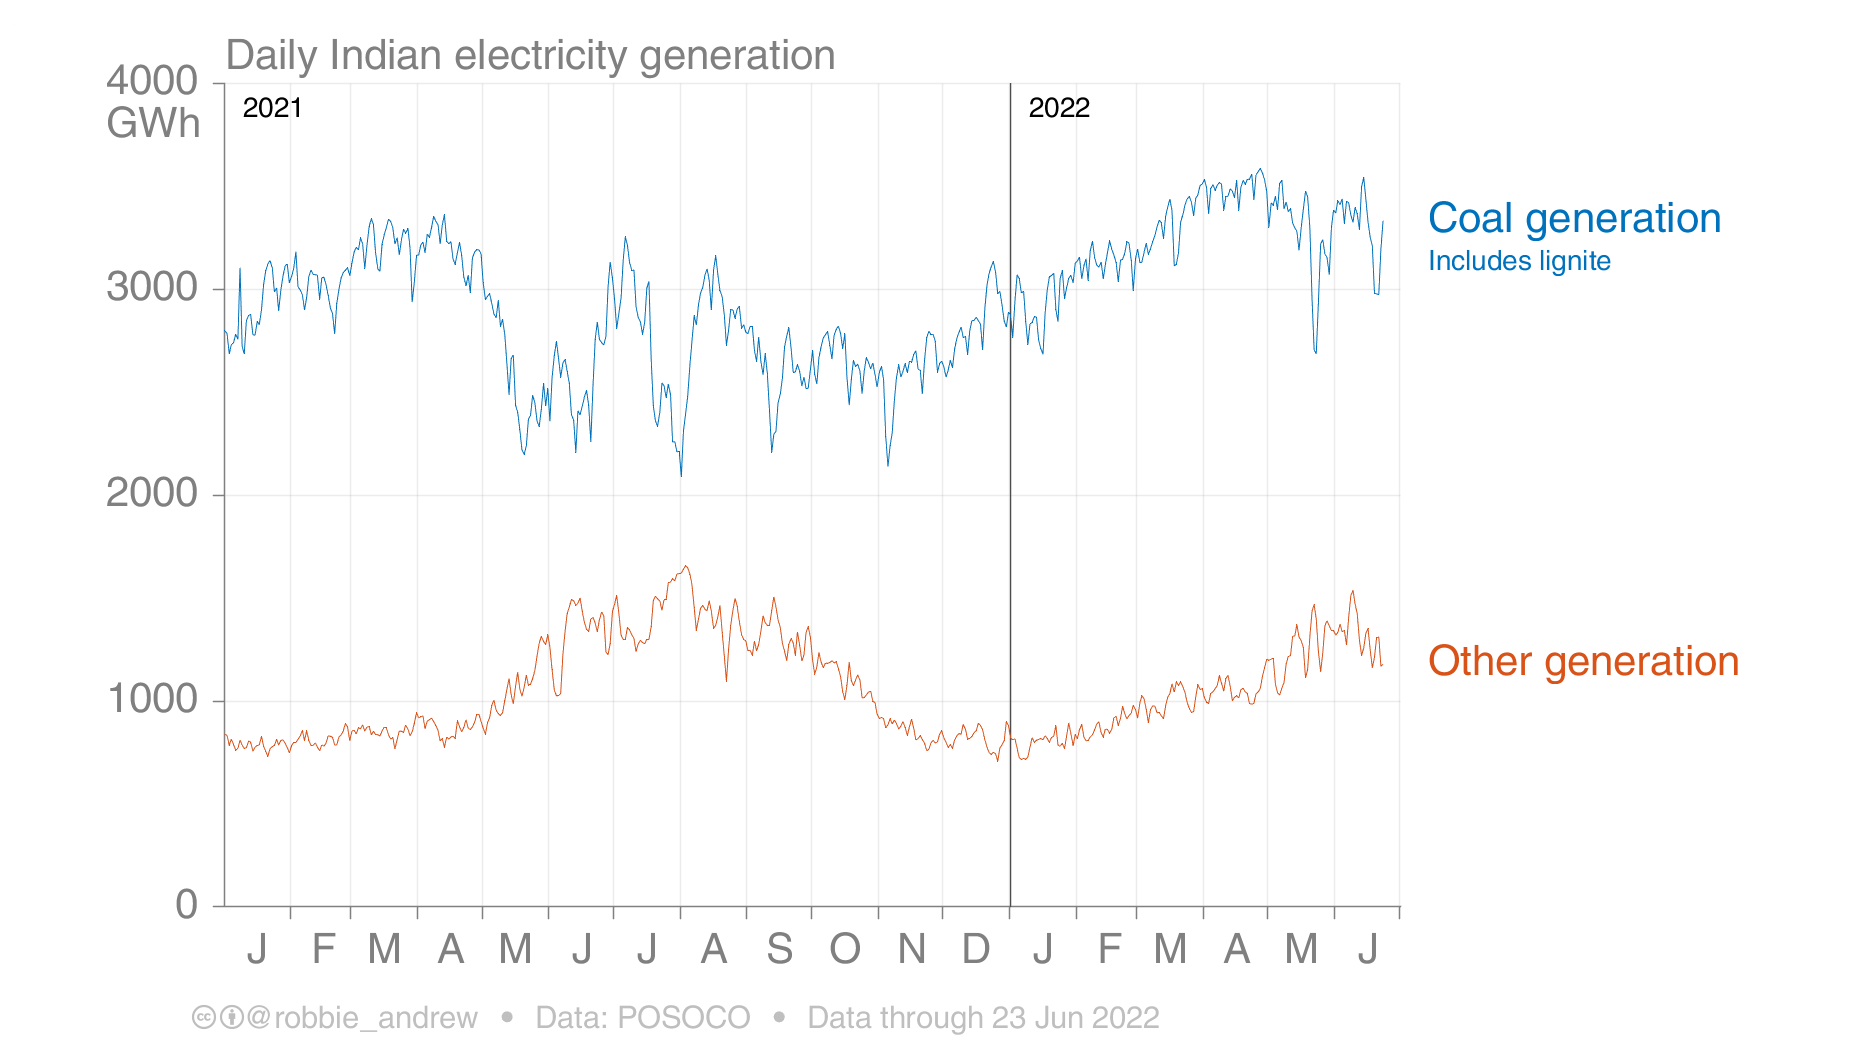 Daily Indian electricity generation
4000
GWh
2021
2022
3000
2000
1000
0
Coal generation
Includes lignite
Other generation
J F M A M J J A S O N D J F M A M J
cc @robbie_andrew • Data: POSOCO • Data through 23 Jun 2022